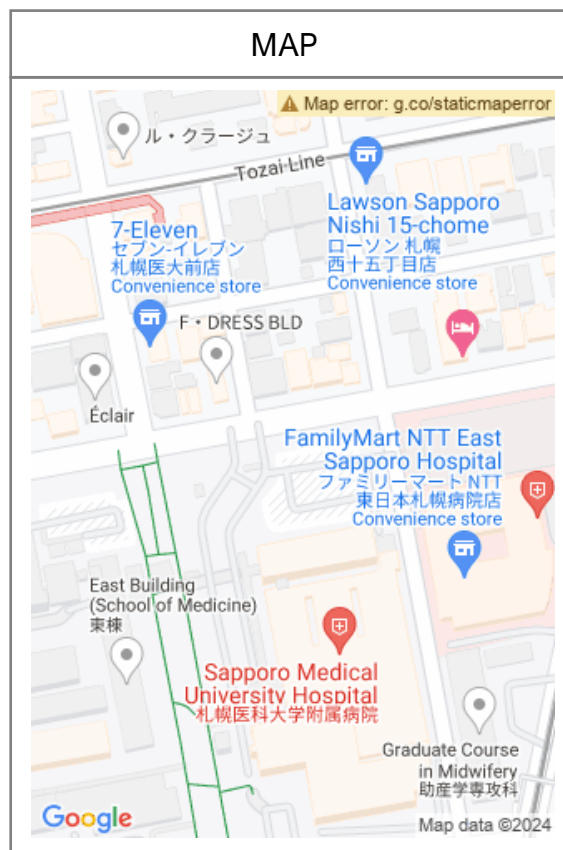 MAP
Map error: g.co/staticmaperror
ル・クラージュ
Tozai Line
Lawson Sapporo
Nishi 15-chome
ローソン 札幌
西十五丁目店
Convenience store
7-Eleven
セブン-イレブン
札幌医大前店
Convenience store
F・DRESS BLD
Éclair
FamilyMart NTT East
Sapporo Hospital
ファミリーマート NTT
東日本札幌病院店
Convenience store
East Building
(School of Medicine)
東棟
Sapporo Medical
University Hospital
札幌医科大学附属病院
Graduate Course
in Midwifery
助産学専攻科
Google
Map data ©2024